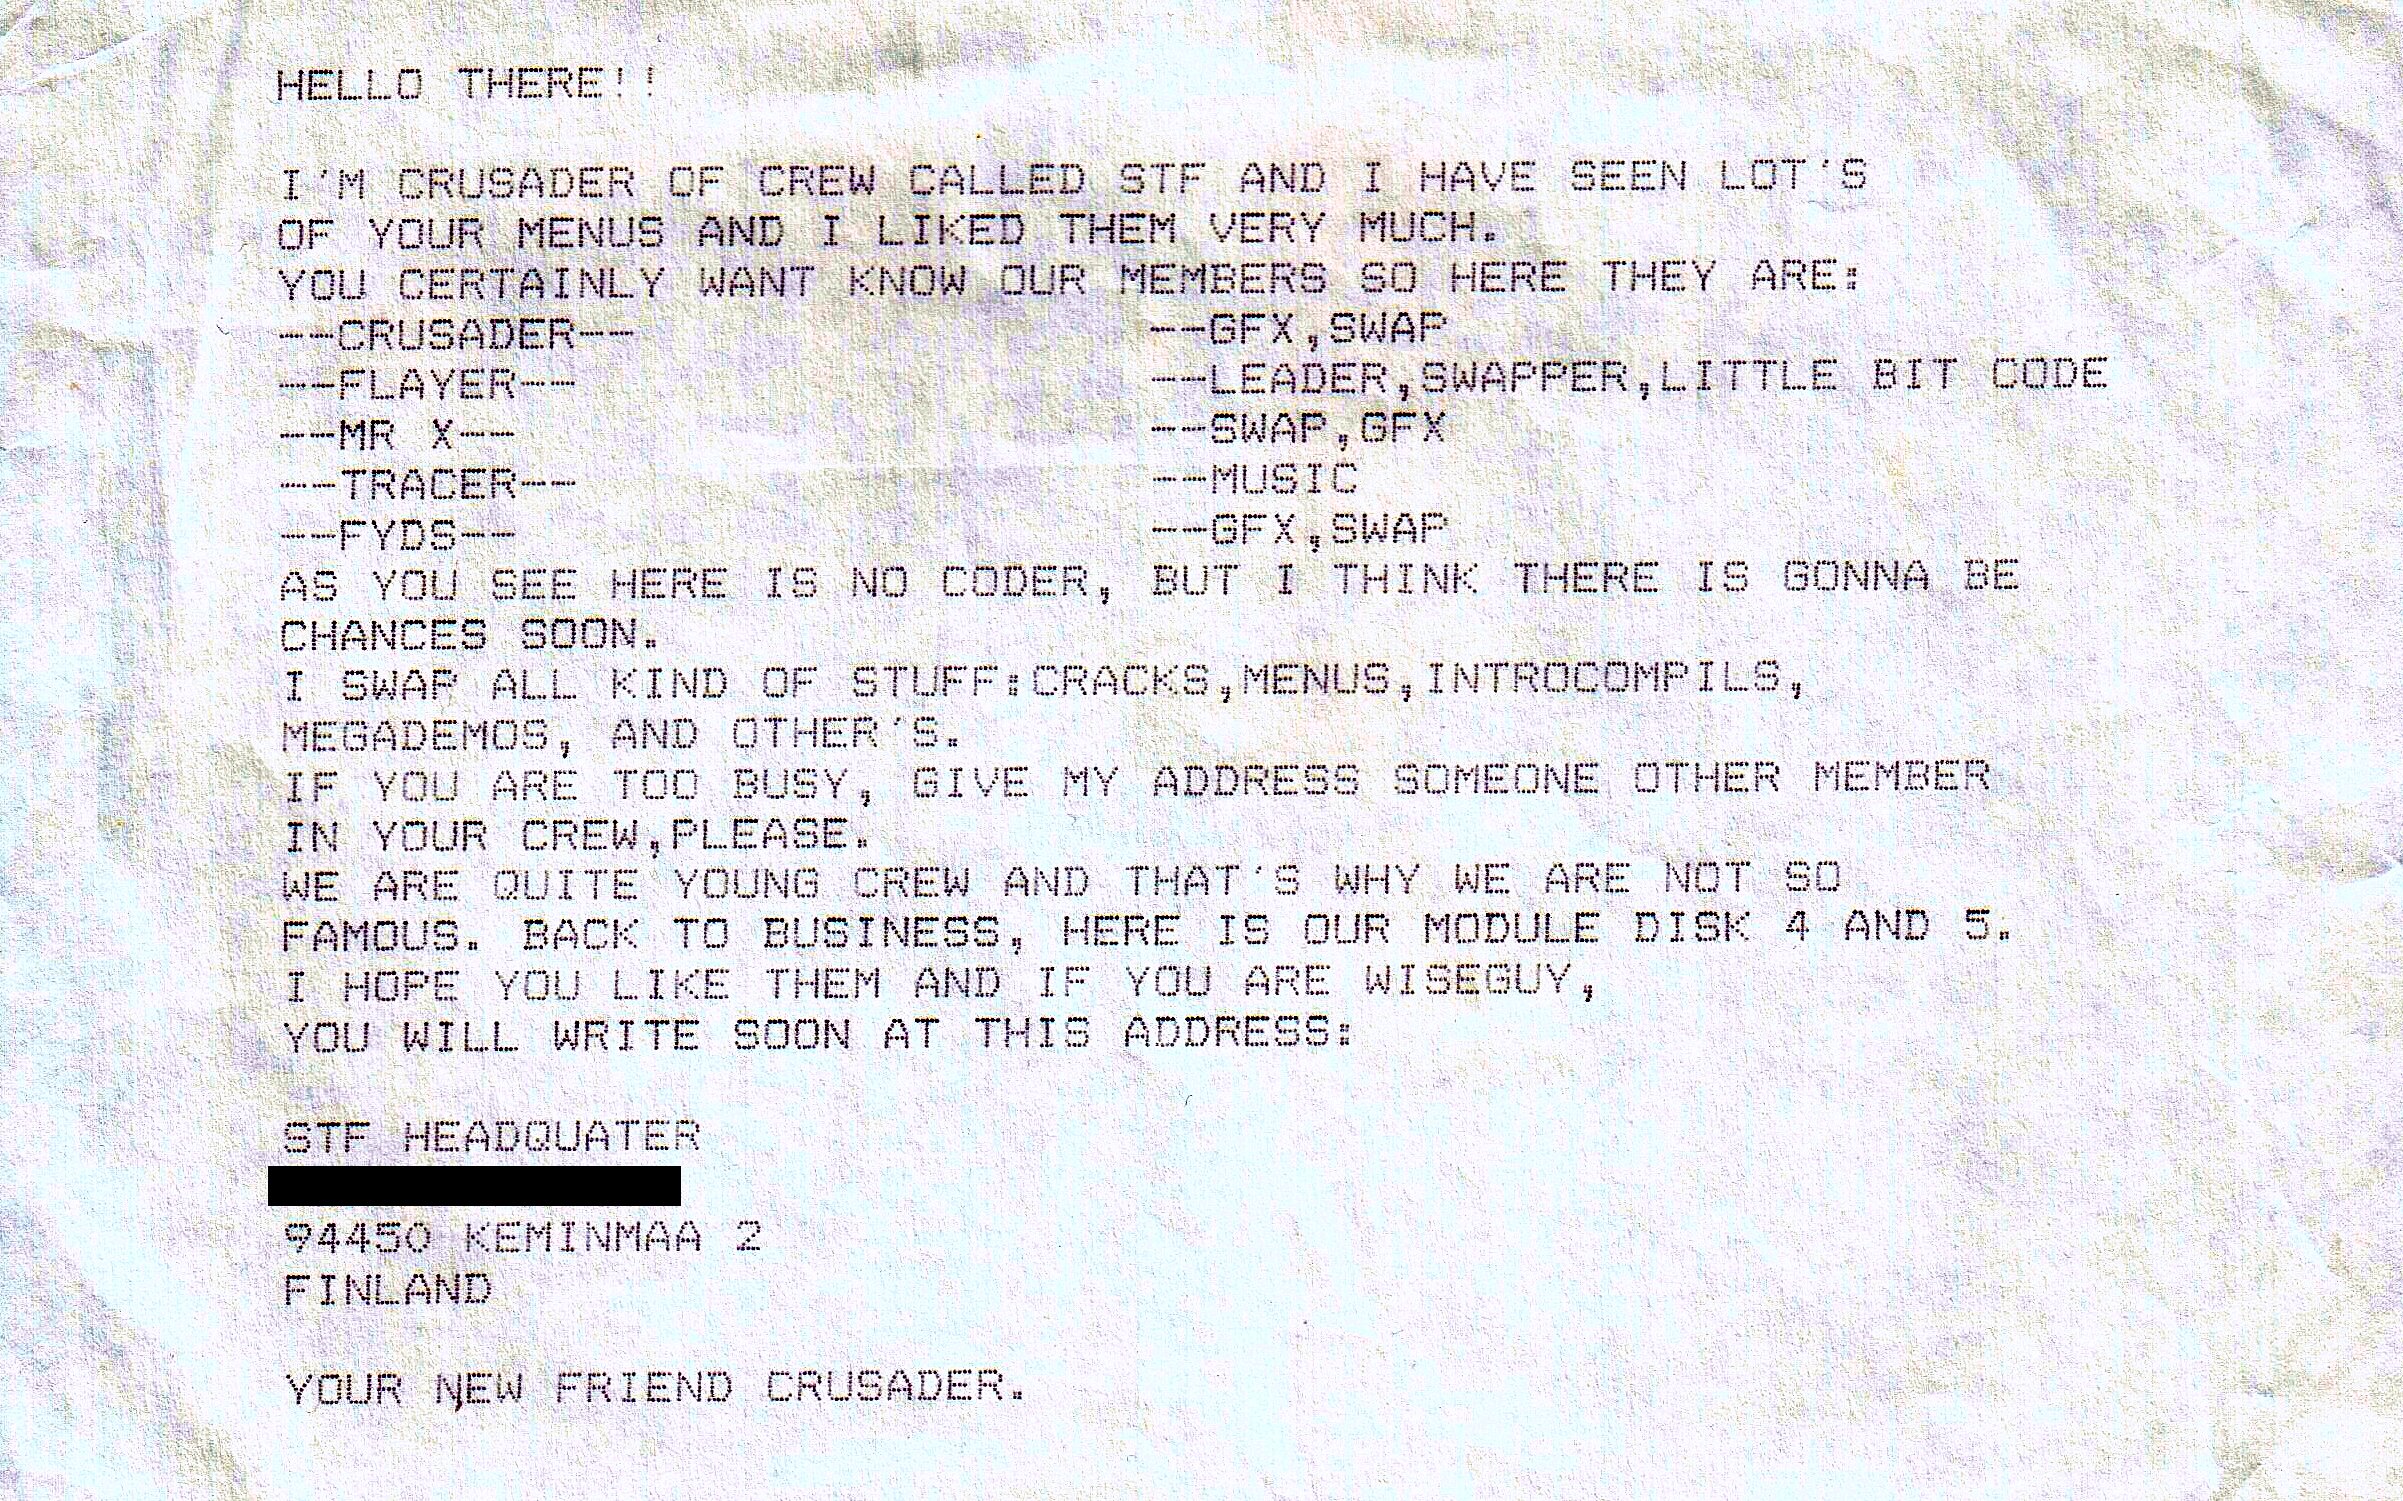 HELLO THERE!!
I'M CRUSADER OF CREW CALLED STF AND I HAVE SEEN LOT'S
OF YOUR MENUS AND I LIKED THEM VERY MUCH.
YOU CERTAINLY WANT KNOW OUR MEMBERS SO HERE THEY ARE:
--CRUSADER-- --GFX,SWAP
--FLAYER-- --LEADER,SWAPPER,LITTLE BIT CODE
--MR X-- --SWAP,GFX
--TRACER-- --MUSIC
--FYDS-- --GFX,SWAP
AS YOU SEE HERE IS NO CODER, BUT I THINK THERE IS GONNA BE
CHANCES SOON.
I SWAP ALL KIND OF STUFF:CRACKS,MENUS,INTROCOMPILS,
MEGADEMOS, AND OTHER'S.
IF YOU ARE TOO BUSY, GIVE MY ADDRESS SOMEONE OTHER MEMBER
IN YOUR CREW,PLEASE.
WE ARE QUITE YOUNG CREW AND THAT'S WHY WE ARE NOT SO
FAMOUS. BACK TO BUSINESS, HERE IS OUR MODULE DISK 4 AND 5.
I HOPE YOU LIKE THEM AND IF YOU ARE WISEGUY,
YOU WILL WRITE SOON AT THIS ADDRESS:
STF HEADQUATER
94450 KEMINMAA 2
FINLAND
YOUR NEW FRIEND CRUSADER.